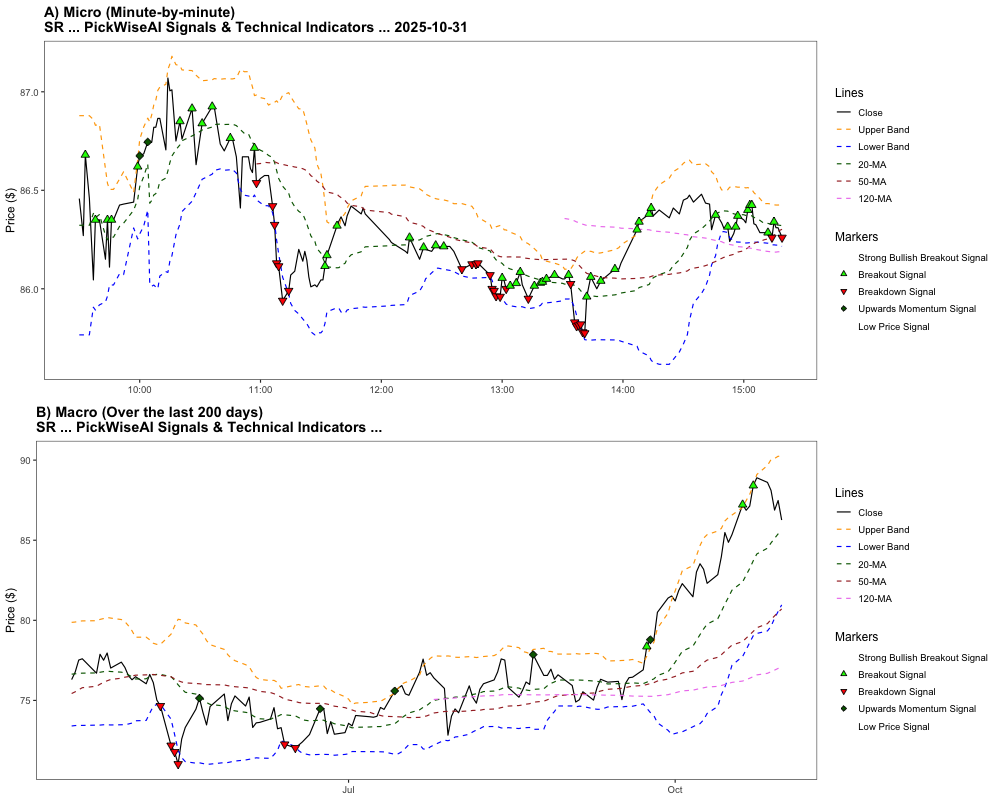 A) Micro (Minute-by-minute)
SR ... PickWiseAI Signals & Technical Indicators ... 2025-10-31
Price ($)
87.0
86.5
86.0
10:00
11:00
12:00
13:00
14:00
15:00
Lines
Close
Upper Band
Lower Band
20-MA
50-MA
120-MA
Markers
Strong Bullish Breakout Signal
Breakout Signal
Breakdown Signal
Upwards Momentum Signal
Low Price Signal
B) Macro (Over the last 200 days)
SR ... PickWiseAI Signals & Technical Indicators ...
Price ($)
90
85
80
75
Jul
Oct
Lines
Close
Upper Band
Lower Band
20-MA
50-MA
120-MA
Markers
Strong Bullish Breakout Signal
Breakout Signal
Breakdown Signal
Upwards Momentum Signal
Low Price Signal